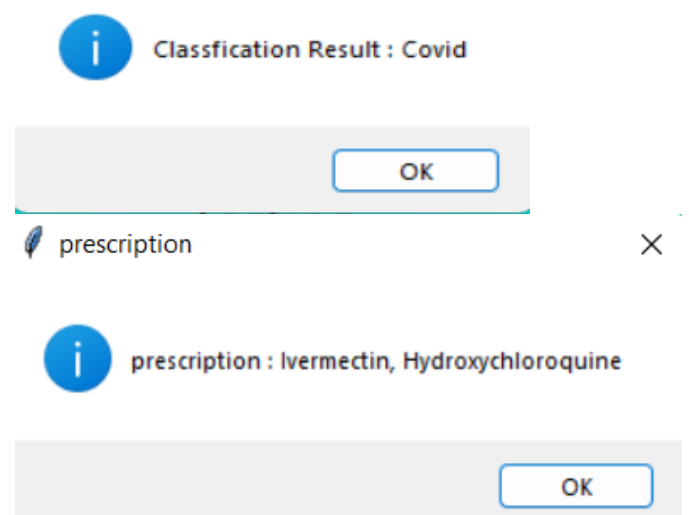 Classfication Result : Covid
OK
prescription
prescription : Ivermectin, Hydroxychloroquine
OK